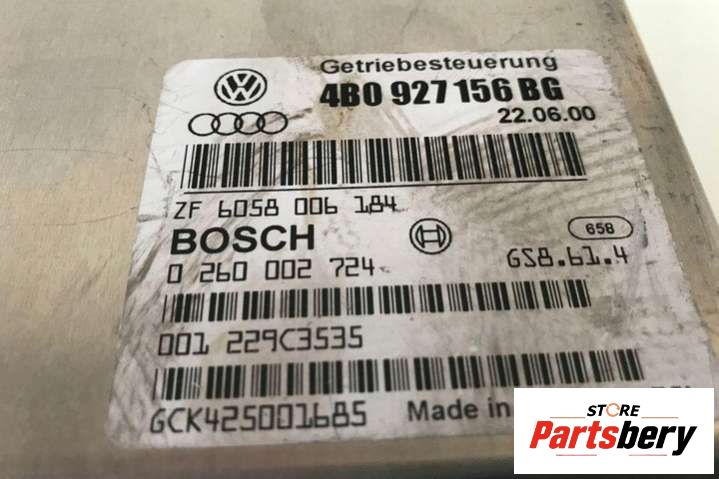 Getriebesteuerung
4B0 927 156 BG
22.06.00
ZF 6058 006 184
BOSCH
658
0 260 002 724
GS8.61.4
001 229C3535
GCK425001685
Made in
STORE
Partsbery